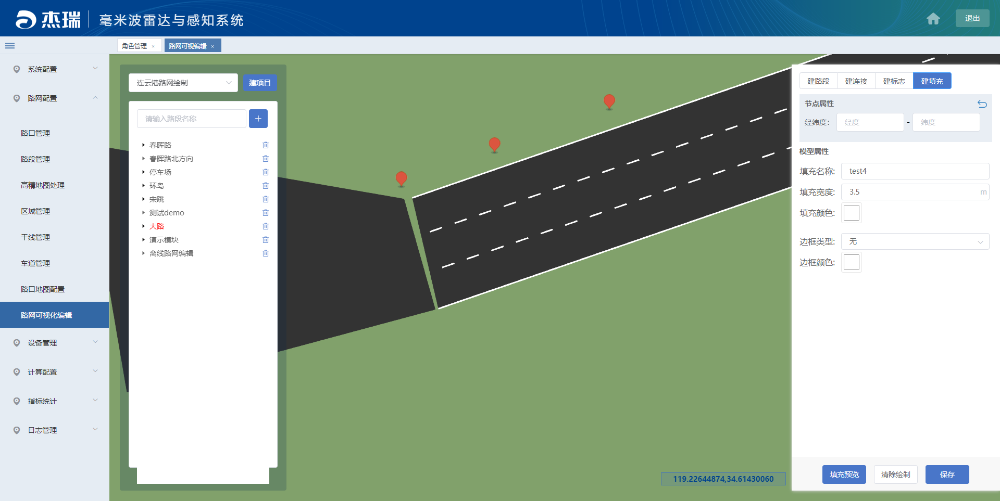 杰瑞
毫米波雷达与感知系统
退出
角色管理 ×
路网可视编辑 ×
系统配置
路网配置
路口管理
路段管理
高精地图处理
区域管理
干线管理
车道管理
路口地图配置
路网可视化编辑
设备管理
计算配置
指标统计
日志管理
连云港路网绘制
建项目
请输入路段名称
+
春晖路
春晖路北方向
停车场
环岛
宋跳
测试demo
大路
演示模块
离线路网编辑
119.22644874,34.61430060
建路段 建连接 建标志 建填充
节点属性
经纬度: 经度 - 纬度
模型属性
填充名称: test4
填充宽度: 3.5 m
填充颜色:
边框类型: 无
边框颜色:
填充预览 清除绘制 保存